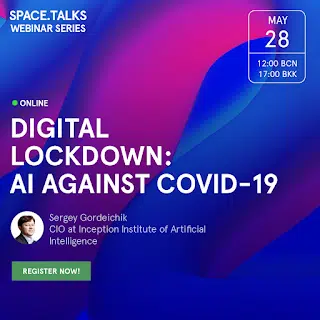 SPACE.TALKS
WEBINAR SERIES
MAY
28
12:00 BCN
17:00 BKK
ONLINE
DIGITAL
LOCKDOWN:
AI AGAINST COVID-19
Sergey Gordeichik
CIO at Inception Institute of Artificial
Intelligence
REGISTER NOW!